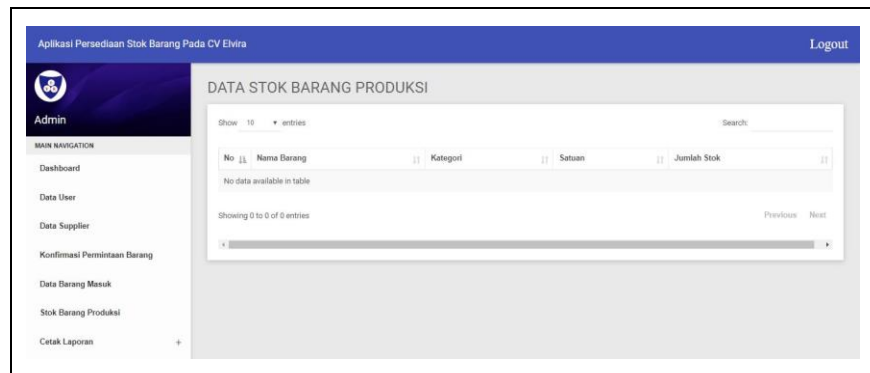 Aplikasi Persediaan Stok Barang Pada CV Elvira
Logout
Admin
MAIN NAVIGATION
Dashboard
Data User
Data Supplier
Konfirmasi Permintaan Barang
Data Barang Masuk
Stok Barang Produksi
Cetak Laporan +
DATA STOK BARANG PRODUKSI
Show 10 entries
Search:
No Nama Barang Kategori Satuan Jumlah Stok
No data available in table
Showing 0 to 0 of 0 entries
Previous Next